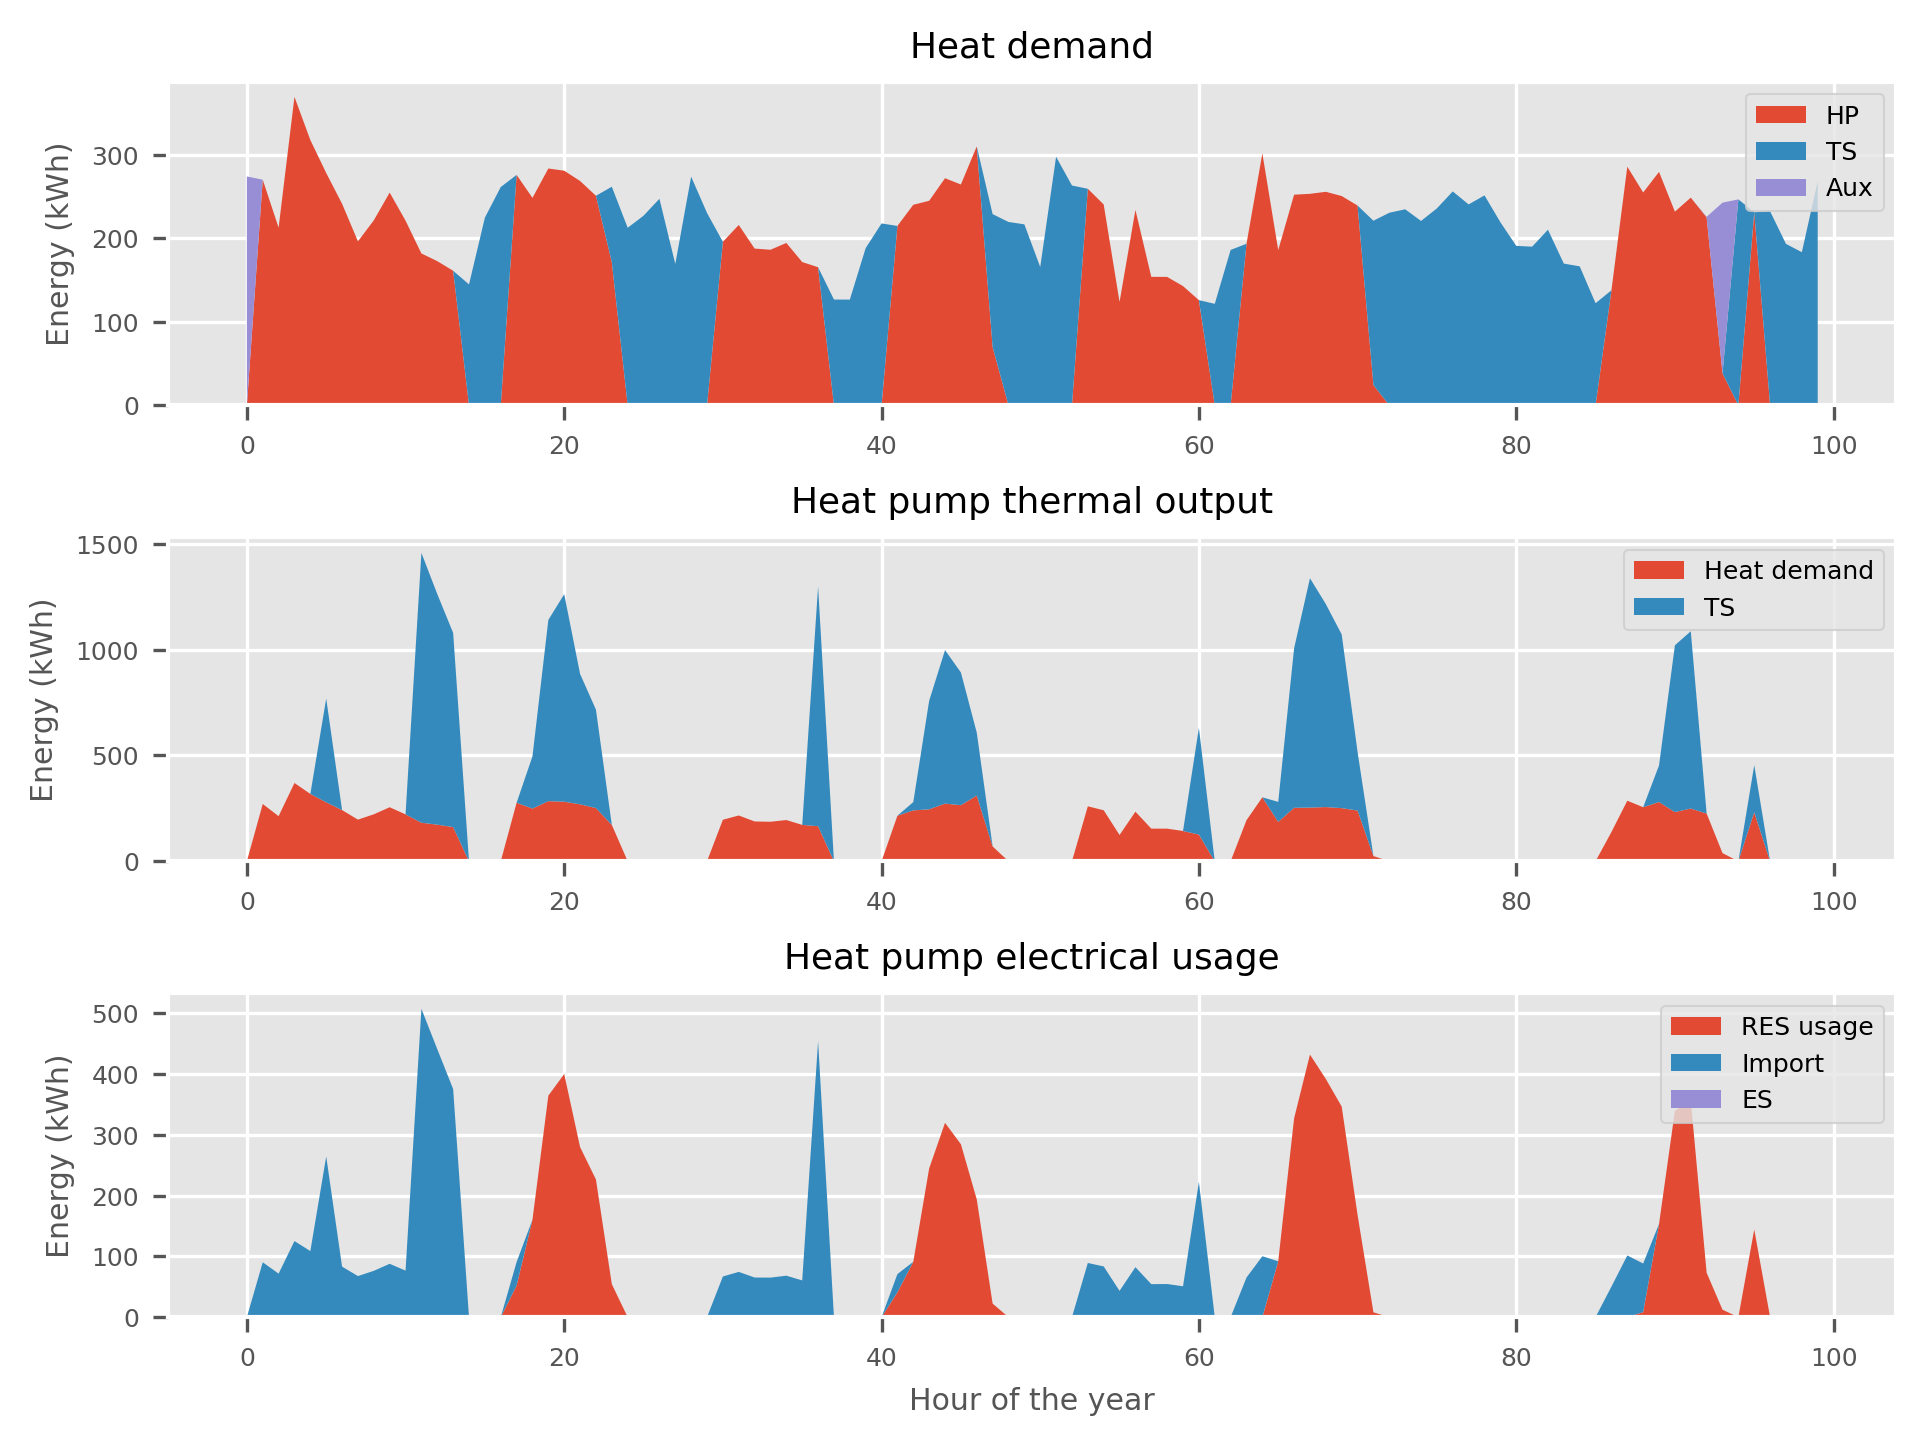 Heat demand
Energy (kWh)
300
200
100
0
HP
TS
Aux
0 20 40 60 80 100
Heat pump thermal output
Energy (kWh)
1500
1000
500
0
Heat demand
TS
0 20 40 60 80 100
Heat pump electrical usage
Energy (kWh)
500
400
300
200
100
0
RES usage
Import
ES
0 20 40 60 80 100
Hour of the year